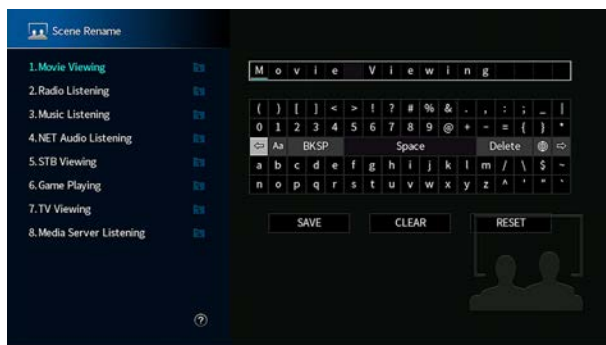 Scene Rename
1.Movie Viewing
2.Radio Listening
3.Music Listening
4.NET Audio Listening
5.STB Viewing
6.Game Playing
7.TV Viewing
8.Media Server Listening
?
Movie Viewing
( ) [ ] < > ! ? # % & . , : ; _ |
0 1 2 3 4 5 6 7 8 9 @ + - = { } *
⇦ Aa BKSP Space Delete ⇨
a b c d e f g h i j k l m / \ $ ~
n o p q r s t u v w x y z ^ ' " `
SAVE CLEAR RESET